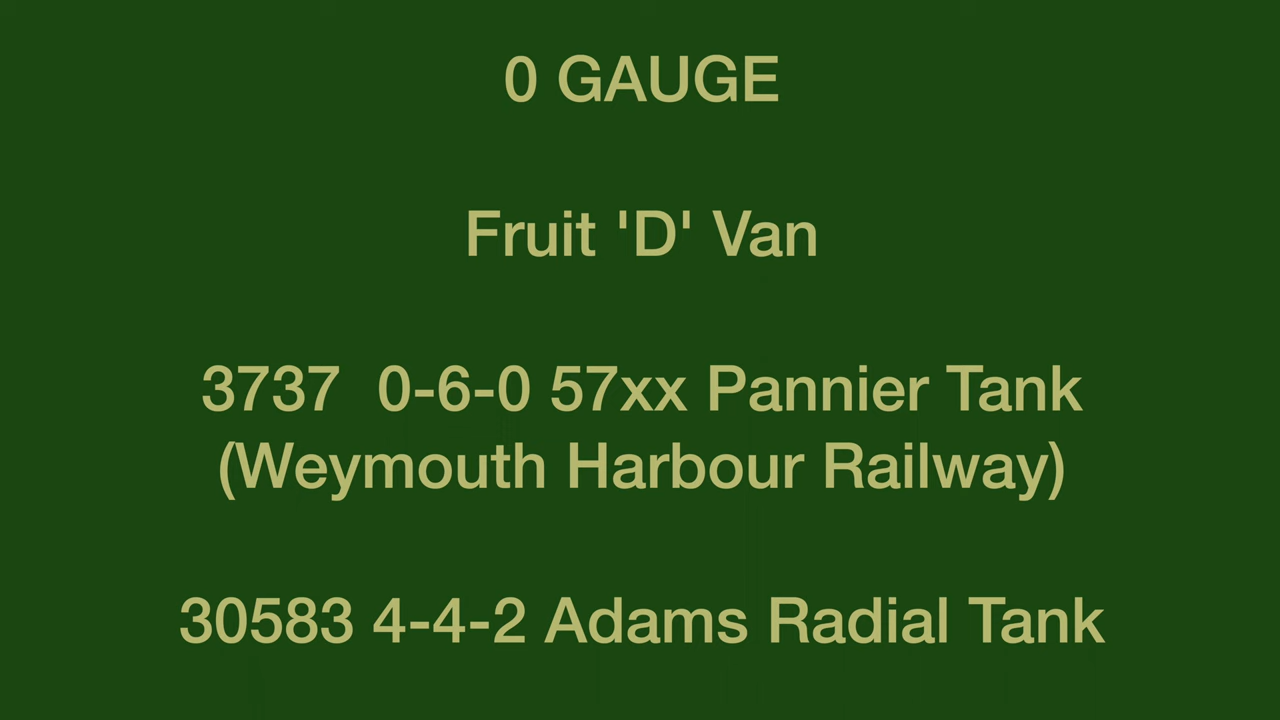 0 GAUGE
Fruit 'D' Van
3737  0-6-0 57xx Pannier Tank
(Weymouth Harbour Railway)
30583 4-4-2 Adams Radial Tank